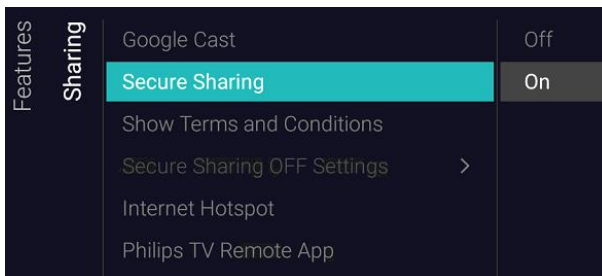 Features
Sharing
Google Cast
Off
Secure Sharing
On
Show Terms and Conditions
Secure Sharing OFF Settings >
Internet Hotspot
Philips TV Remote App